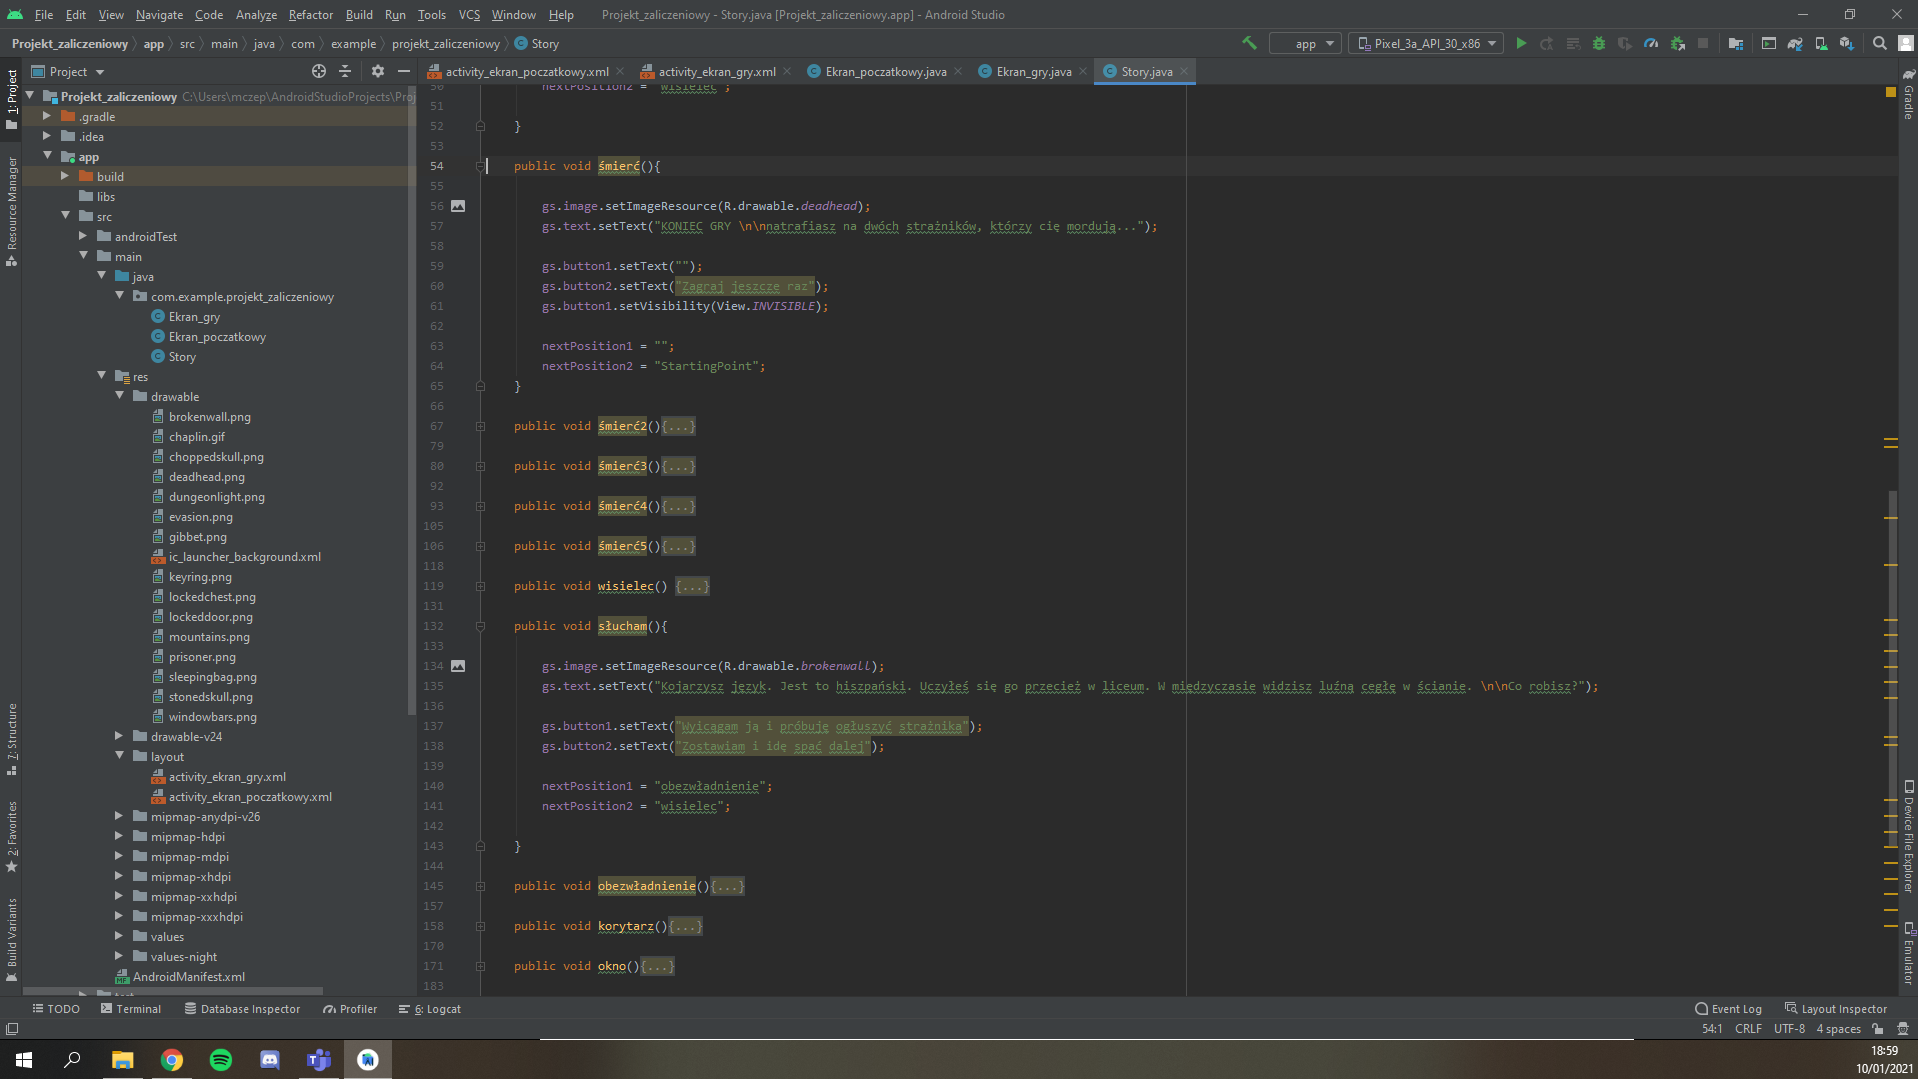 File Edit View Navigate Code Analyze Refactor Build Run Tools VCS Window Help Projekt_zaliczeniowy - Story.java [Projekt_zaliczeniowy.app] - Android Studio
Projekt_zaliczeniowy app src main java com example projekt_zaliczeniowy Story app Pixel_3a_API_30_x86
Project activity_ekran_poczatkowy.xml activity_ekran_gry.xml Ekran_poczatkowy.java Ekran_gry.java Story.java
1: Project
Resource Manager
7: Structure
2: Favorites
Build Variants
Projekt_zaliczeniowy C:\Users\mczep\AndroidStudioProjects\Proj
.gradle
.idea
app
build
libs
src
androidTest
main
java
com.example.projekt_zaliczeniowy
Ekran_gry
Ekran_poczatkowy
Story
res
drawable
brokenwall.png
chaplin.gif
choppedskull.png
deadhead.png
dungeonlight.png
evasion.png
gibbet.png
ic_launcher_background.xml
keyring.png
lockedchest.png
lockeddoor.png
mountains.png
prisoner.png
sleepingbag.png
stonedskull.png
windowbars.png
drawable-v24
layout
activity_ekran_gry.xml
activity_ekran_poczatkowy.xml
mipmap-anydpi-v26
mipmap-hdpi
mipmap-mdpi
mipmap-xhdpi
mipmap-xxhdpi
mipmap-xxxhdpi
values
values-night
AndroidManifest.xml
test
50 nextPosition2 = "wisielec";
51
52 }
53
54 public void śmierć(){
55
56 gs.image.setImageResource(R.drawable.deadhead);
57 gs.text.setText("KONIEC GRY \n\nnatrafiasz na dwóch strażników, którzy cię mordują...");
58
59 gs.button1.setText("");
60 gs.button2.setText("Zagraj jeszcze raz");
61 gs.button1.setVisibility(View.INVISIBLE);
62
63 nextPosition1 = "";
64 nextPosition2 = "StartingPoint";
65 }
66
67 public void śmierć2(){...}
79
80 public void śmierć3(){...}
92
93 public void śmierć4(){...}
105
106 public void śmierć5(){...}
118
119 public void wisielec() {...}
131
132 public void słucham(){
133
134 gs.image.setImageResource(R.drawable.brokenwall);
135 gs.text.setText("Kojarzysz język. Jest to hiszpański. Uczyłeś się go przecież w liceum. W międzyczasie widzisz luźną cegłę w ścianie. \n\nCo robisz?");
136
137 gs.button1.setText("Wyicągam ją i próbuję ogłuszyć strażnika");
138 gs.button2.setText("Zostawiam i idę spać dalej");
139
140 nextPosition1 = "obezwładnienie";
141 nextPosition2 = "wisielec";
142
143 }
144
145 public void obezwładnienie(){...}
157
158 public void korytarz(){...}
170
171 public void okno(){...}
183
Gradle
Device File Explorer
Emulator
TODO Terminal Database Inspector Profiler 6: Logcat Event Log Layout Inspector
54:1 CRLF UTF-8 4 spaces
18:59
10/01/2021